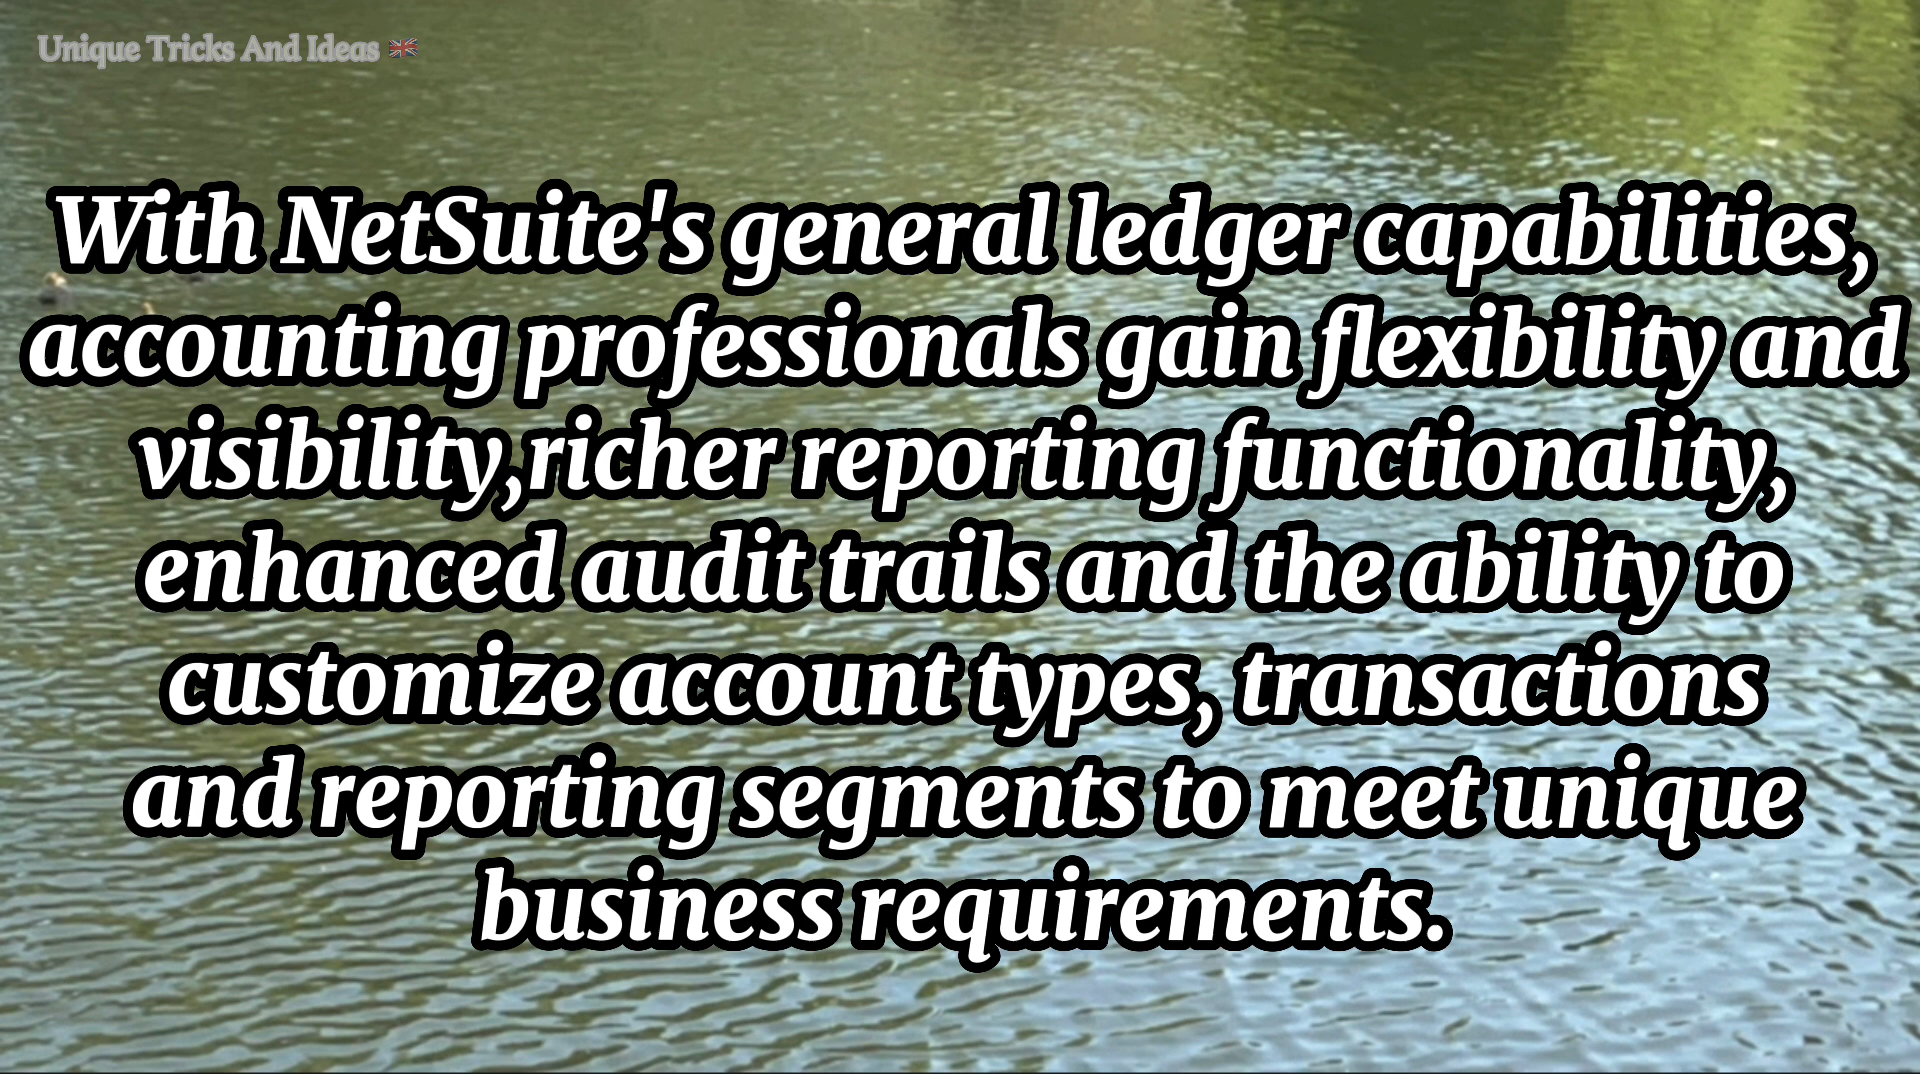 Unique Tricks And Ideas 🇬🇧
With NetSuite's general ledger capabilities,
accounting professionals gain flexibility and
visibility,richer reporting functionality,
enhanced audit trails and the ability to
customize account types, transactions
and reporting segments to meet unique
business requirements.